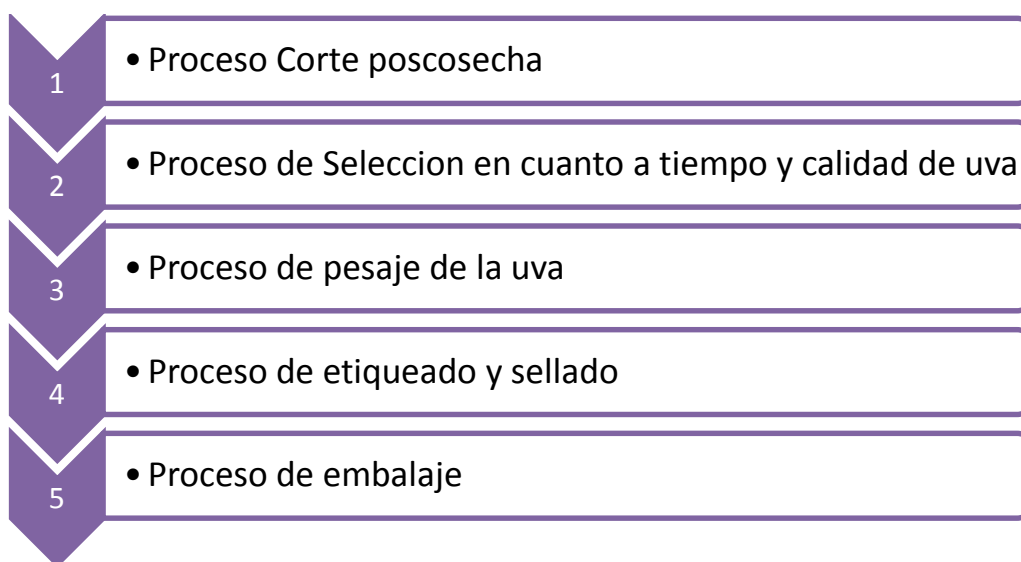 1
• Proceso Corte poscosecha
2
• Proceso de Seleccion en cuanto a tiempo y calidad de uva
3
• Proceso de pesaje de la uva
4
• Proceso de etiqueado y sellado
5
• Proceso de embalaje